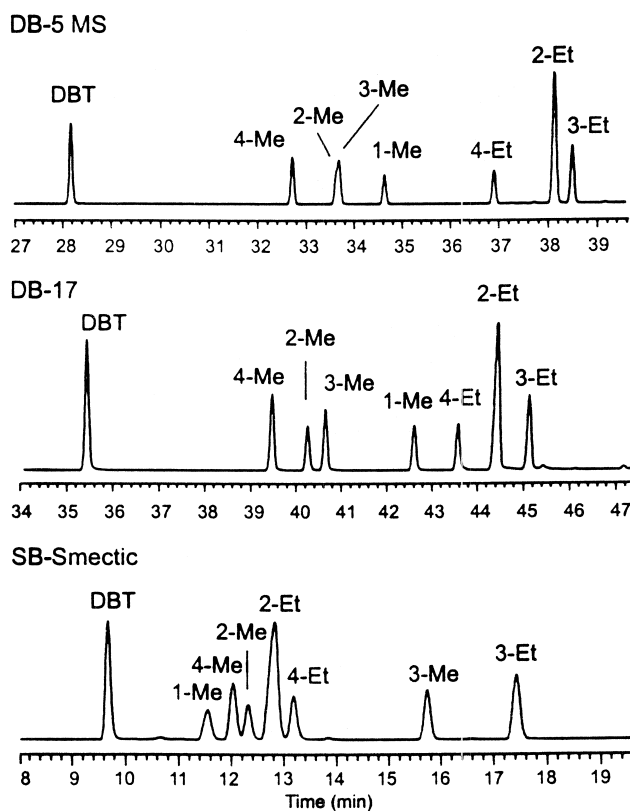 DB-5 MS
2-Et
DBT
3-Me
2-Me
4-Me
1-Me
4-Et
3-Et
27 28 29 30 31 32 33 34 35 36 37 38 39
DB-17
2-Et
DBT
2-Me
4-Me
3-Me
1-Me
4-Et
3-Et
34 35 36 37 38 39 40 41 42 43 44 45 46 47
SB-Smectic
DBT
2-Et
2-Me
4-Me
1-Me
4-Et
3-Me
3-Et
8 9 10 11 12 13 14 15 16 17 18 19
Time (min)